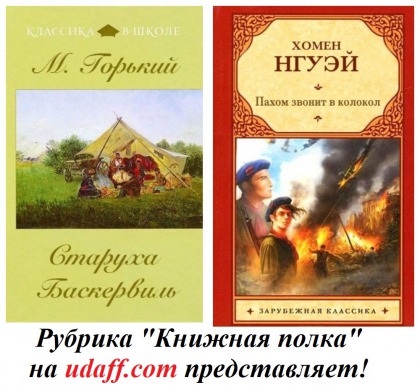 КЛАССИКА В ШКОЛЕ
М. Горький
Старуха
Баскервиль
ХОМЕН
НГУЭЙ
Пахом звонит в колокол
ЗАРУБЕЖНАЯ КЛАССИКА
Рубрика "Книжная полка"
на udaff.com представляет!